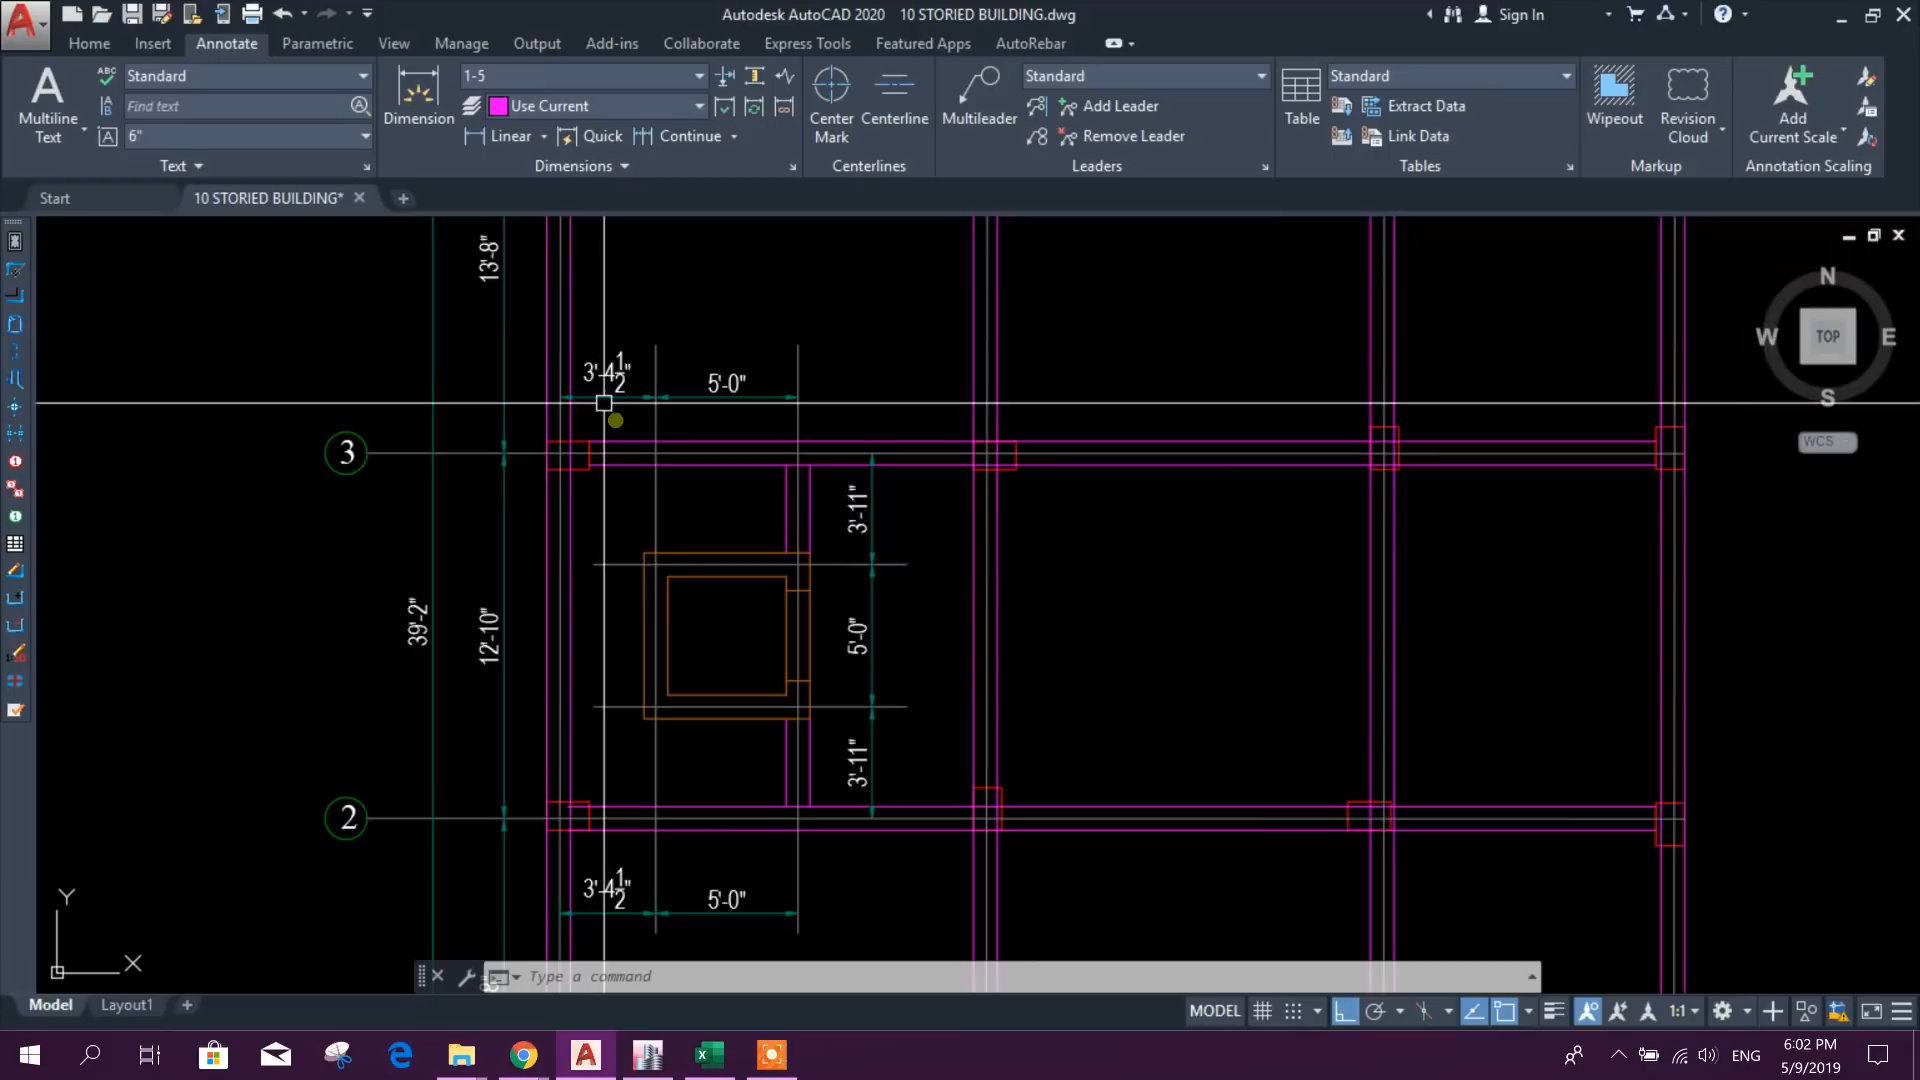 Autodesk AutoCAD 2020 10 STORIED BUILDING.dwg
Sign In
Home Insert Annotate Parametric View Manage Output Add-ins Collaborate Express Tools Featured Apps AutoRebar
Multiline
Text
ABC
Standard
Find text
6"
Text
Dimension
1-5
Use Current
Linear Quick Continue
Dimensions
Center
Mark
Centerline
Centerlines
Multileader
Standard
Add Leader
Remove Leader
Leaders
Table
Standard
Extract Data
Link Data
Tables
Wipeout
Revision
Cloud
Markup
Add
Current Scale
Annotation Scaling
Start
10 STORIED BUILDING*
N
W TOP E
S
WCS
13'-8"
3'-4 1/2" 5'-0"
3
3'-11"
39'-2"
12'-10"
5'-0"
3'-11"
2
3'-4 1/2" 5'-0"
Y
X
Type a command
Model Layout1
MODEL
1:1
ENG
6:02 PM
5/9/2019